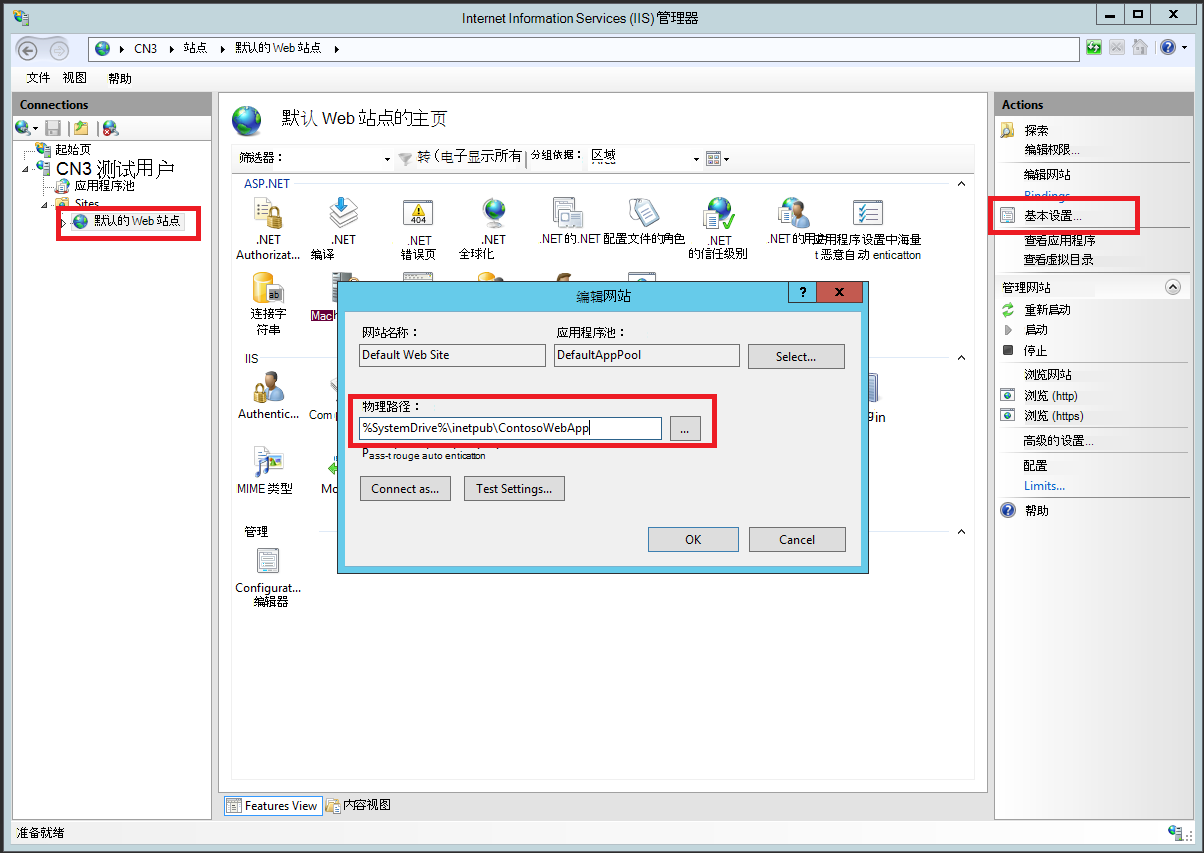 Internet Information Services (IIS) 管理器
CN3 站点 默认的 Web 站点
文件 视图 帮助
Connections
起始页
CN3 测试用户
应用程序池
Sites
默认的 Web 站点
默认 Web 站点的主页
筛选器： 转 (电子显示所有 分组依据： 区域
ASP.NET
.NET Authorizat...
.NET 编译
.NET 错误页
.NET 全球化
.NET 的 .NET 配置文件的角色
.NET 的信任级别
.NET 的用
应用程序设置中海量
t 恶意自动 entication
连接字符串
Mac
IIS
Authentic...
Com
gin
MIME 类型
Mo
管理
Configurat... 编辑器
编辑网站
? x
网站名称：
应用程序池：
Default Web Site
DefaultAppPool
Select...
物理路径：
%SystemDrive%\inetpub\ContosoWebApp
...
Pass-t rouge auto entication
Connect as...
Test Settings...
OK
Cancel
Features View
内容视图
Actions
探索
编辑权限...
编辑网站
Bindings
基本设置...
查看应用程序
查看虚拟目录
管理网站
重新启动
启动
停止
浏览网站
浏览 (http)
浏览 (https)
高级的设置...
配置
Limits...
帮助
准备就绪